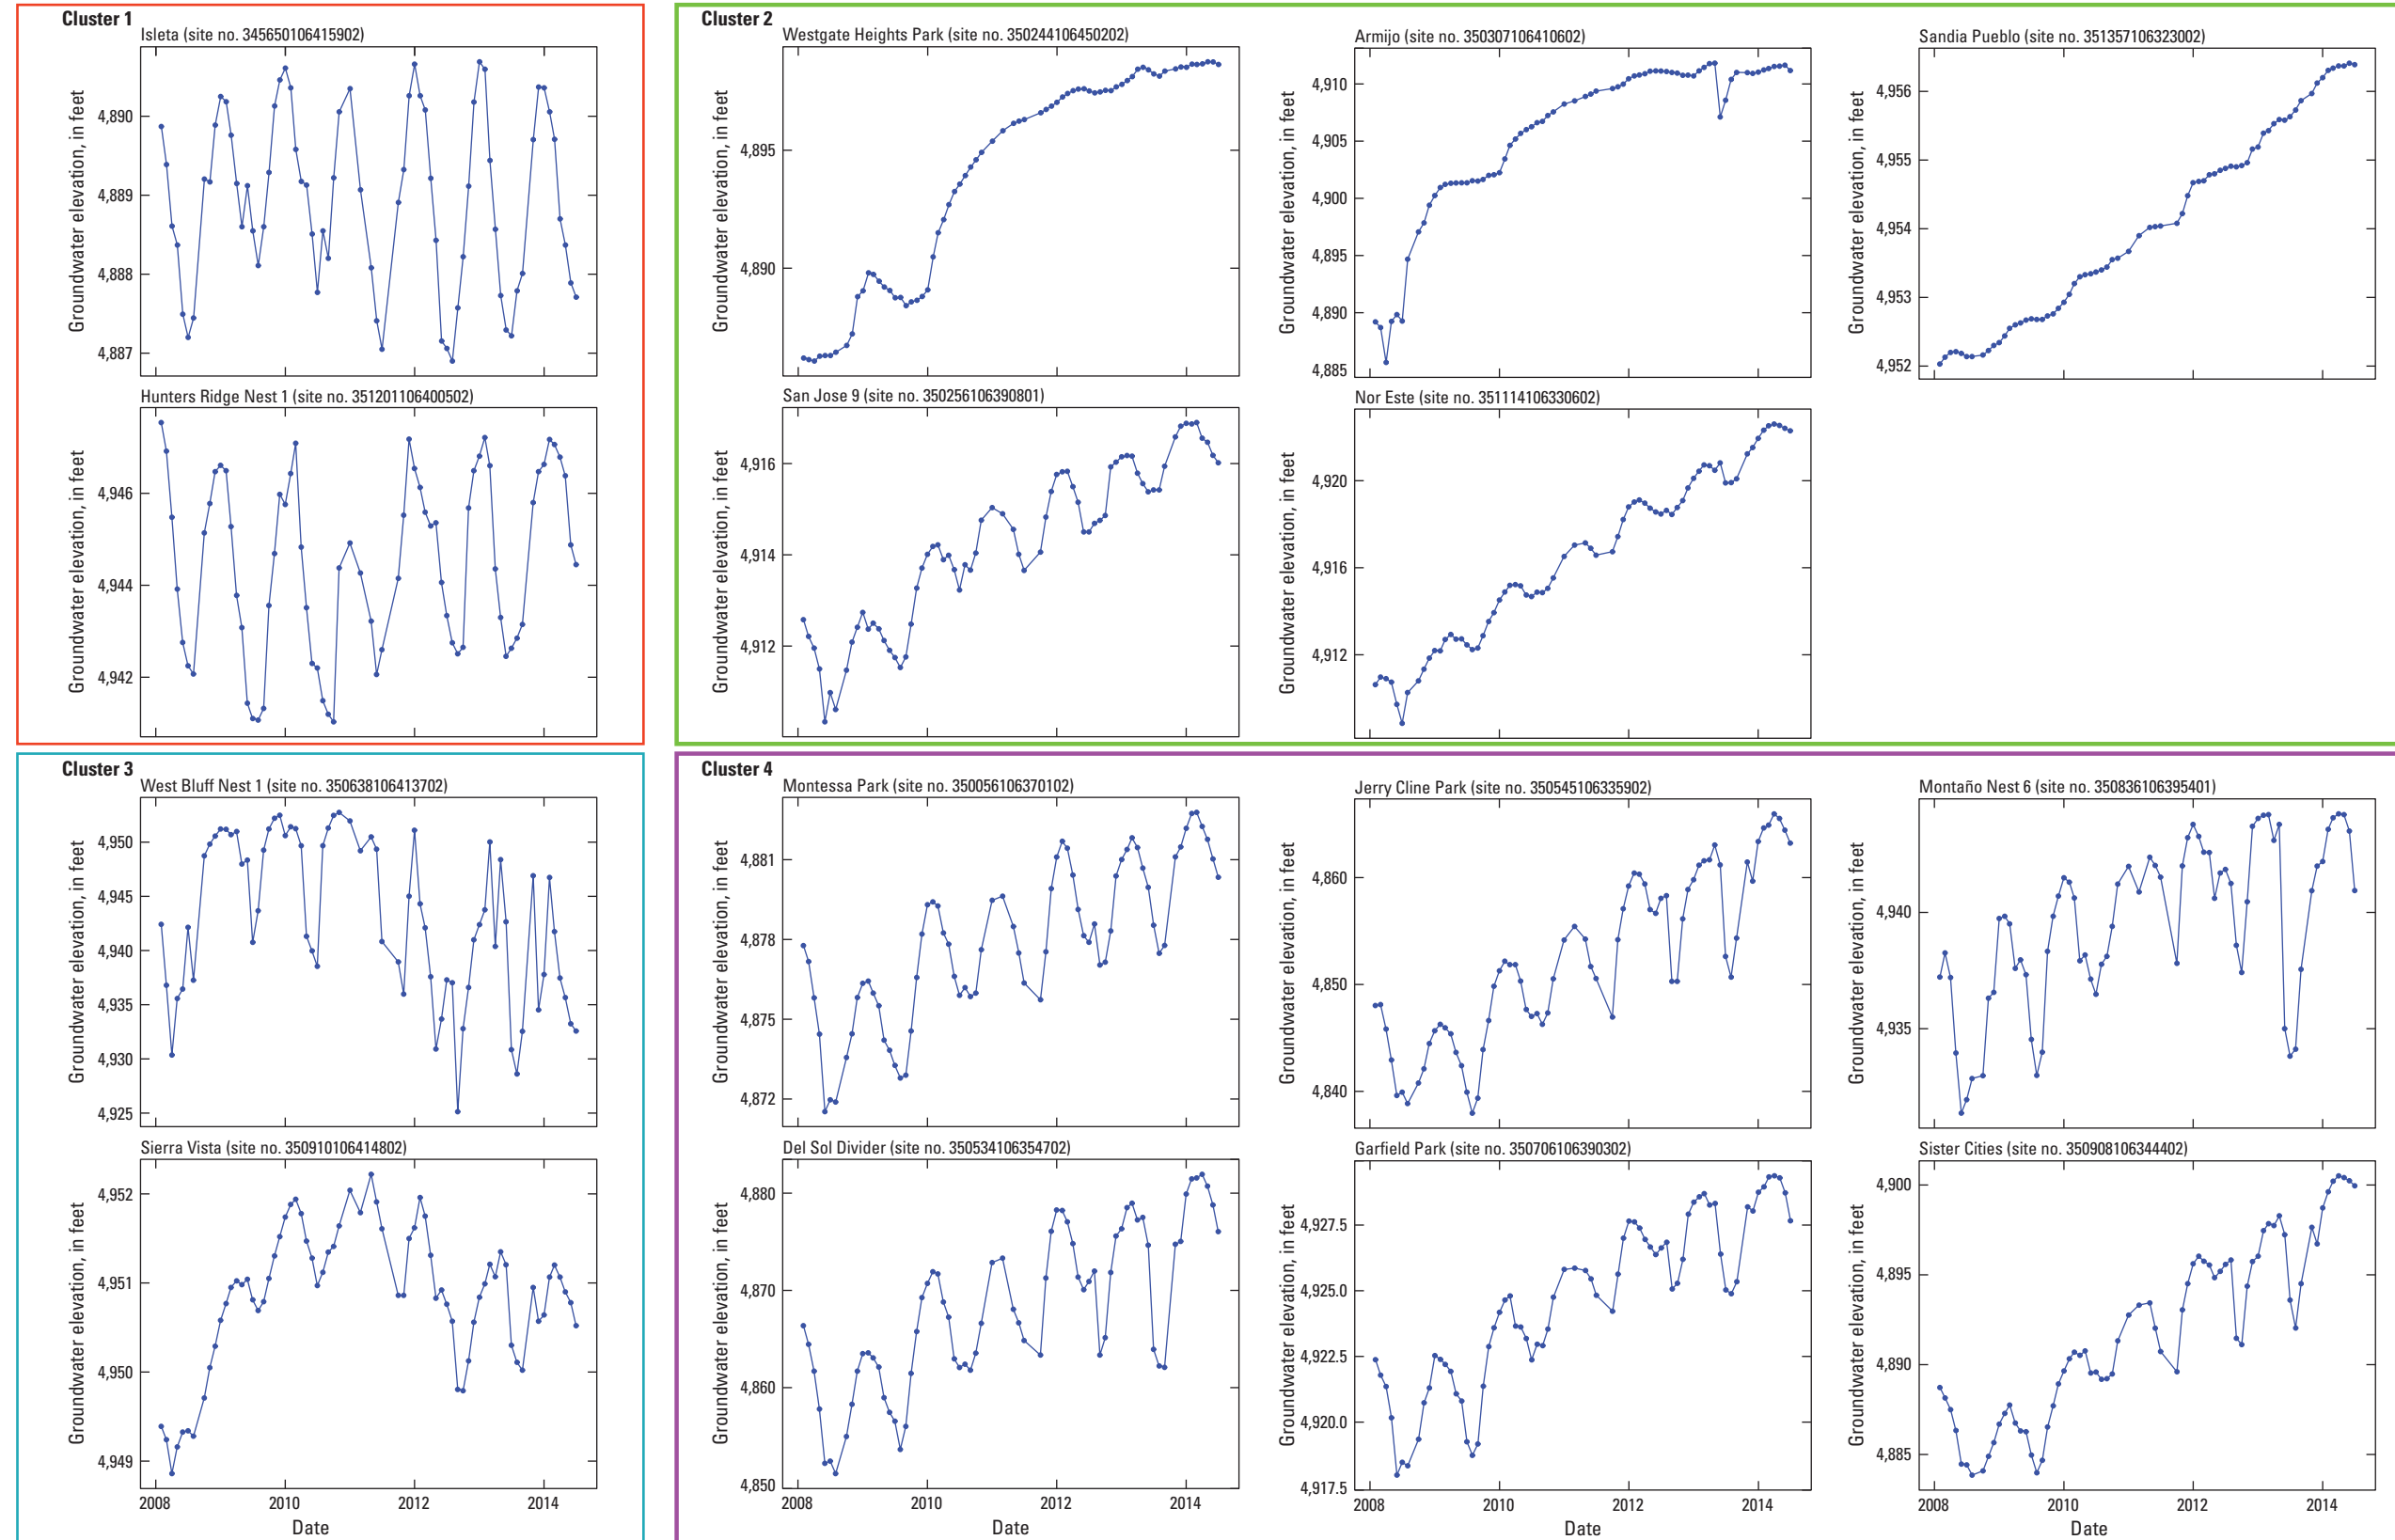 Cluster 1
Isleta (site no. 345650106415902)
Groundwater elevation, in feet
4,890
4,889
4,888
4,887
Hunters Ridge Nest 1 (site no. 351201106400502)
Groundwater elevation, in feet
4,946
4,944
4,942
Cluster 2
Westgate Heights Park (site no. 350244106450202)
Groundwater elevation, in feet
4,895
4,890
Armijo (site no. 350307106410602)
Groundwater elevation, in feet
4,910
4,905
4,900
4,895
4,890
4,885
Sandia Pueblo (site no. 351357106323002)
Groundwater elevation, in feet
4,956
4,955
4,954
4,953
4,952
San Jose 9 (site no. 350256106390801)
Groundwater elevation, in feet
4,916
4,914
4,912
Nor Este (site no. 351114106330602)
Groundwater elevation, in feet
4,920
4,916
4,912
Cluster 3
West Bluff Nest 1 (site no. 350638106413702)
Groundwater elevation, in feet
4,950
4,945
4,940
4,935
4,930
4,925
Sierra Vista (site no. 350910106414802)
Groundwater elevation, in feet
4,952
4,951
4,950
4,949
2008 2010 2012 2014
Date
Cluster 4
Montessa Park (site no. 350056106370102)
Groundwater elevation, in feet
4,881
4,878
4,875
4,872
Jerry Cline Park (site no. 350545106335902)
Groundwater elevation, in feet
4,860
4,850
4,840
Montaño Nest 6 (site no. 350836106395401)
Groundwater elevation, in feet
4,940
4,935
Del Sol Divider (site no. 350534106354702)
Groundwater elevation, in feet
4,880
4,870
4,860
4,850
2008 2010 2012 2014
Date
Garfield Park (site no. 350706106390302)
Groundwater elevation, in feet
4,927.5
4,925.0
4,922.5
4,920.0
4,917.5
2008 2010 2012 2014
Date
Sister Cities (site no. 350908106344402)
Groundwater elevation, in feet
4,900
4,895
4,890
4,885
2008 2010 2012 2014
Date